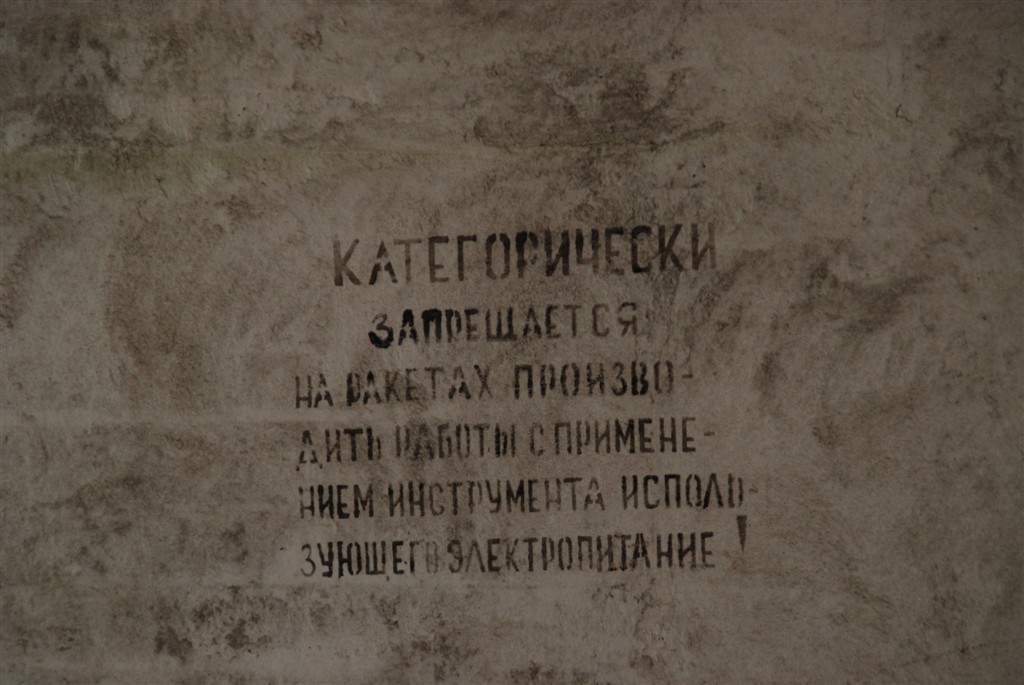 КАТЕГОРИЧЕСКИ
ЗАПРЕЩАЕТСЯ
НА РАКЕТАХ ПРОИЗВО-
ДИТЬ РАБОТЫ С ПРИМЕНЕ-
НИЕМ ИНСТРУМЕНТА ИСПОЛЬ-
ЗУЮЩЕГО ЭЛЕКТРОПИТАНИЕ !